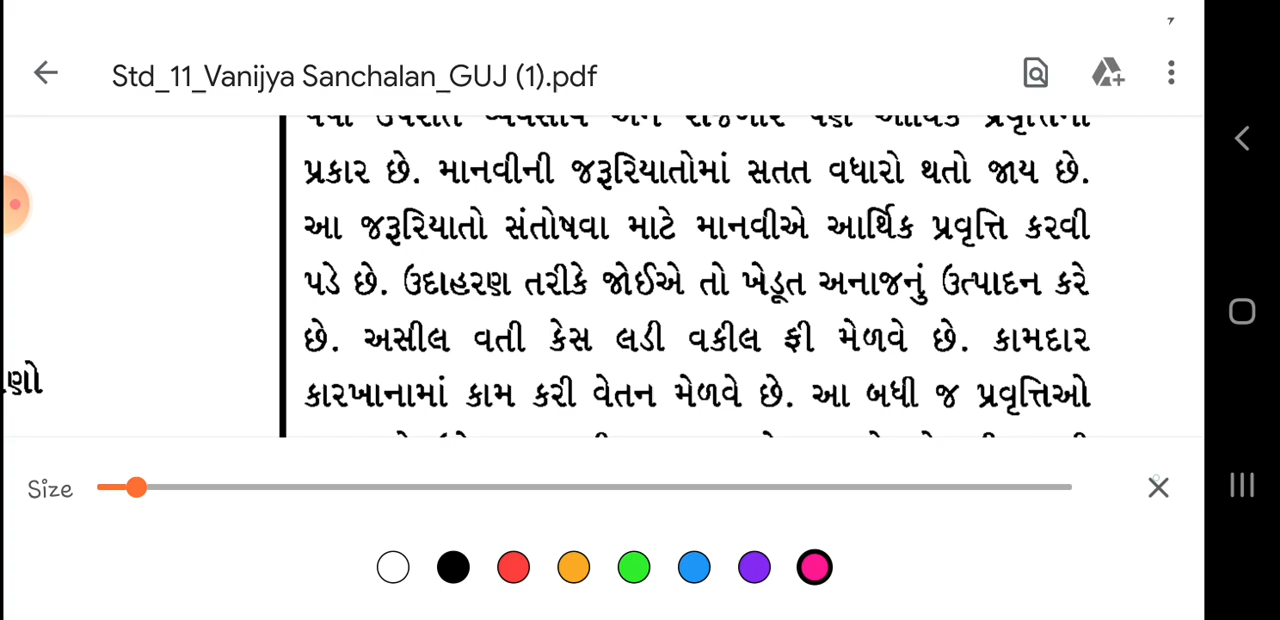 Std_11_Vanijya Sanchalan_GUJ (1).pdf
પ્રકાર છે. માનવીની જરૂરિયાતોમાં સતત વધારો થતો જાય છે.
આ જરૂરિયાતો સંતોષવા માટે માનવીએ આર્થિક પ્રવૃત્તિ કરવી
પડે છે. ઉદાહરણ તરીકે જોઈએ તો ખેડૂત અનાજનું ઉત્પાદન કરે
છે. અસીલ વતી કેસ લડી વકીલ ફી મેળવે છે. કામદાર
ણો
કારખાનામાં કામ કરી વેતન મેળવે છે. આ બધી જ પ્રવૃત્તિઓ
Size